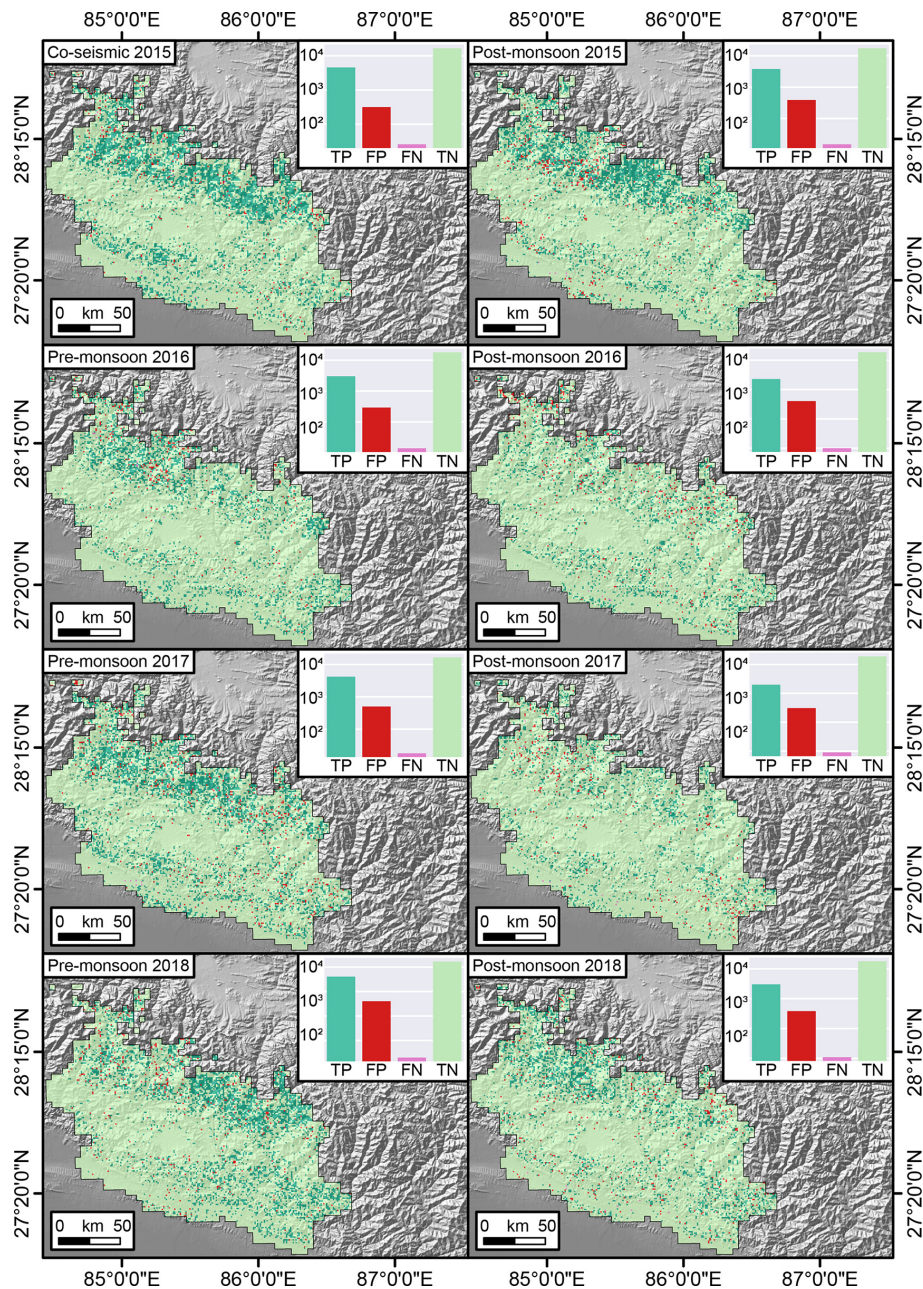 85°0'0"E 86°0'0"E 87°0'0"E 85°0'0"E 86°0'0"E 87°0'0"E
Co-seismic 2015
10⁴
10³
10²
TP FP FN TN
28°15'0"N
27°20'0"N
0 km 50
Post-monsoon 2015
10⁴
10³
10²
TP FP FN TN
28°15'0"N
27°20'0"N
0 km 50
Pre-monsoon 2016
10⁴
10³
10²
TP FP FN TN
28°15'0"N
27°20'0"N
0 km 50
Post-monsoon 2016
10⁴
10³
10²
TP FP FN TN
28°15'0"N
27°20'0"N
0 km 50
Pre-monsoon 2017
10⁴
10³
10²
TP FP FN TN
28°15'0"N
27°20'0"N
0 km 50
Post-monsoon 2017
10⁴
10³
10²
TP FP FN TN
28°15'0"N
27°20'0"N
0 km 50
Pre-monsoon 2018
10⁴
10³
10²
TP FP FN TN
28°15'0"N
27°20'0"N
0 km 50
Post-monsoon 2018
10⁴
10³
10²
TP FP FN TN
28°15'0"N
27°20'0"N
0 km 50
85°0'0"E 86°0'0"E 87°0'0"E 85°0'0"E 86°0'0"E 87°0'0"E